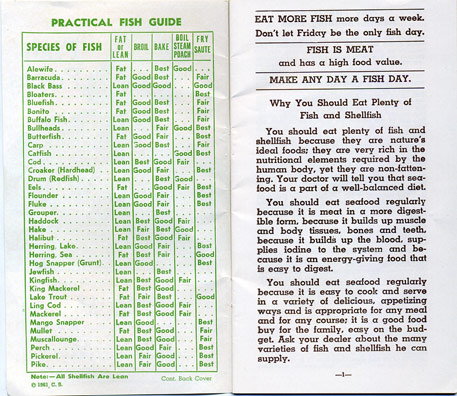 PRACTICAL FISH GUIDE
SPECIES OF FISH FAT or LEAN BROIL BAKE BOIL STEAM POACH FRY SAUTE
Alewife Fat Best Good
Barracuda Fat Good Best Fair
Black Bass Lean Good Good Good
Bloaters Fat Best
Bluefish Fat Good Best Fair
Bonito Fat Good Best Fair
Buffalo Fish Lean Good Best Fair
Bullheads Lean Good Best
Butterfish Fat Good Fair Best
Carp Lean Good Best Fair
Catfish Good Best
Cod Lean Best Good Fair
Croaker (Hardhead) Lean Good Fair Best
Drum (Redfish) Lean Best Good
Eels Fat Good Fair Best
Flounder Lean Good Fair Best
Fluke Lean Good Fair Best
Grouper Lean Best
Haddock Lean Best Good Fair
Hake Lean Fair Best Good
Halibut Fat Best Good Fair
Herring, Lake Lean Good Fair Best
Herring, Sea Fat Good Fair Best
Hog Snapper (Grunt) Lean Good Best
Jewfish Lean Best
Kingfish Lean Best Good Fair
King Mackerel Fat Best Good
Lake Trout Fat Fair Best Good
Ling Cod Lean Best Good Fair
Mackerel Fat Best Good Fair
Mango Snapper Lean Good Best
Mullet Fat Best Good Fair
Muscallounge Lean Best Good Fair
Perch Lean Good Fair Best
Pickerel Lean Fair Good Best
Pike Lean Fair Good Best
Note:—All Shellfish Are Lean
© 1961, C. S.
Cont. Back Cover
EAT MORE FISH more days a week.
Don't let Friday be the only fish day.
FISH IS MEAT
and has a high food value.
MAKE ANY DAY A FISH DAY.
Why You Should Eat Plenty of
Fish and Shellfish
You should eat plenty of fish and
shellfish because they are nature's
ideal foods; they are very rich in the
nutritional elements required by the
human body, yet they are non-fatten-
ing. Your doctor will tell you that sea-
food is a part of a well-balanced diet.
You should eat seafood regularly
because it is meat in a more digest-
ible form, because it builds up muscle
and body tissues, bones and teeth,
because it builds up the blood, sup-
plies iodine to the system and be-
cause it is an energy-giving food that
is easy to digest.
You should eat seafood regularly
because it is easy to cook and serve
in a variety of delicious, appetizing
ways and is appropriate for any meal
and for any course; it is a good food
buy for the family, easy on the bud-
get. Ask your dealer about the many
varieties of fish and shellfish he can
supply.
—1—